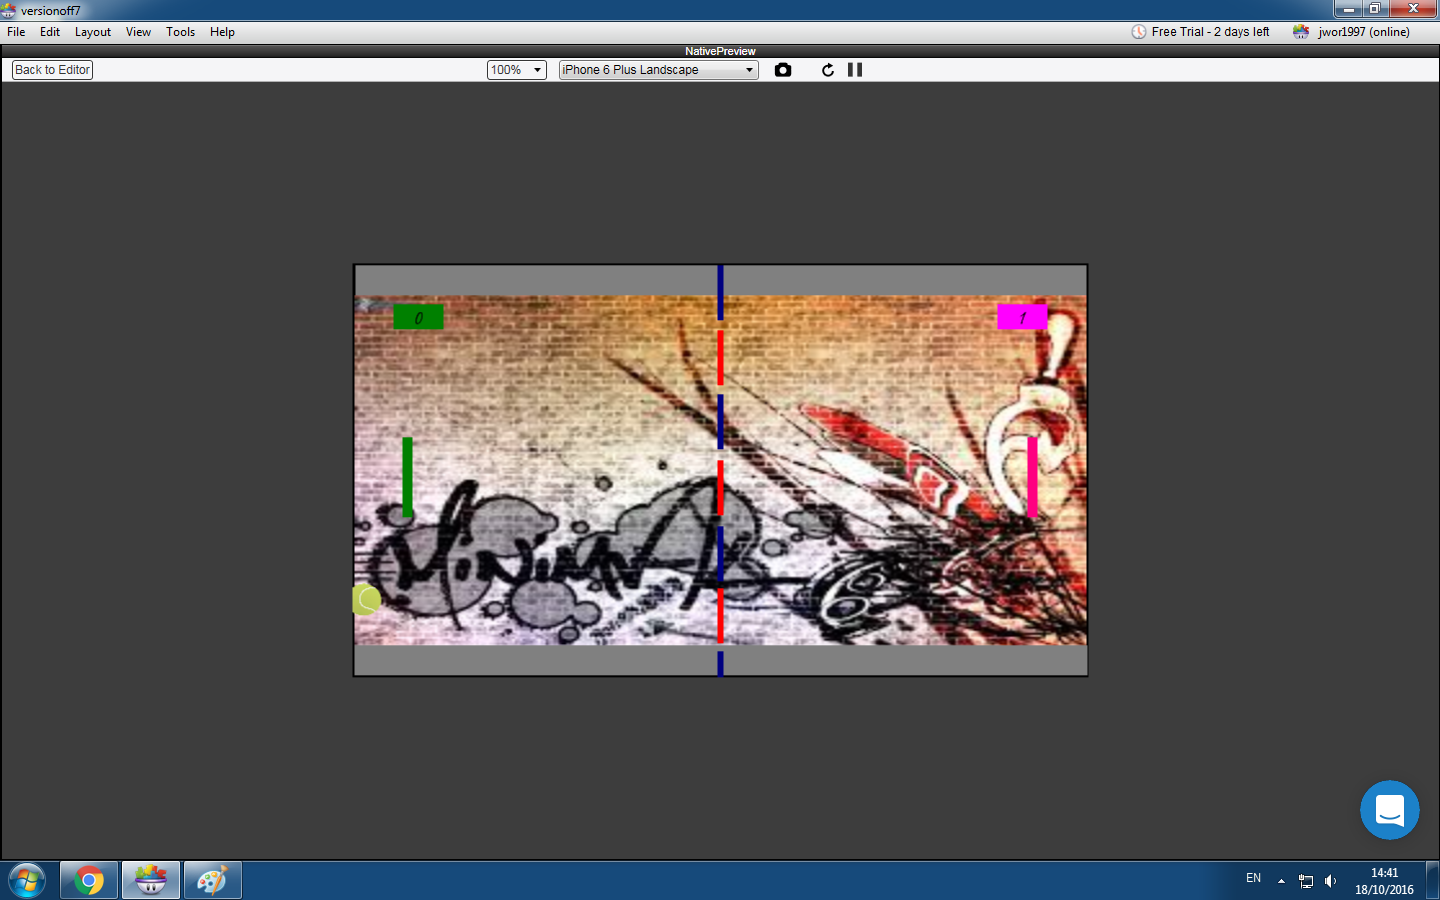 versionoff7
File Edit Layout View Tools Help Free Trial - 2 days left jwor1997 (online)
NativePreview
Back to Editor 100% iPhone 6 Plus Landscape
0 1
EN 14:41
18/10/2016